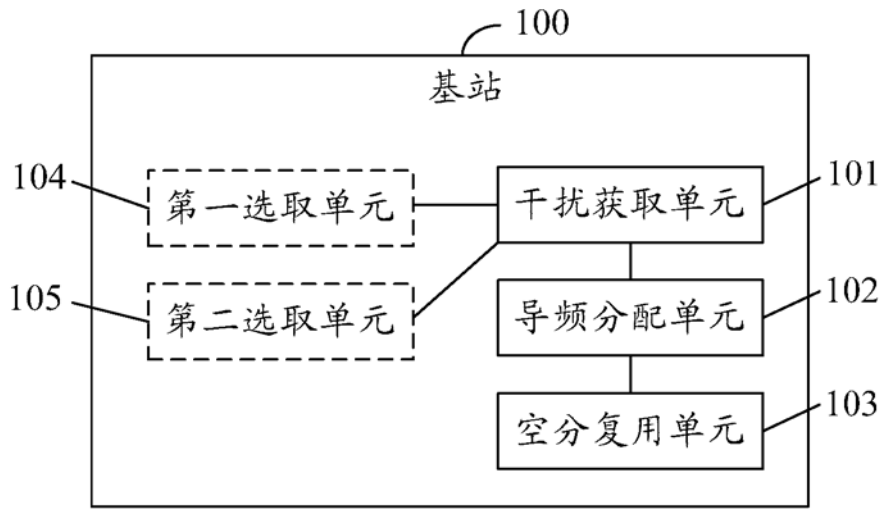 100
基站
104
第一选取单元
干扰获取单元
101
105
第二选取单元
导频分配单元
102
空分复用单元
103